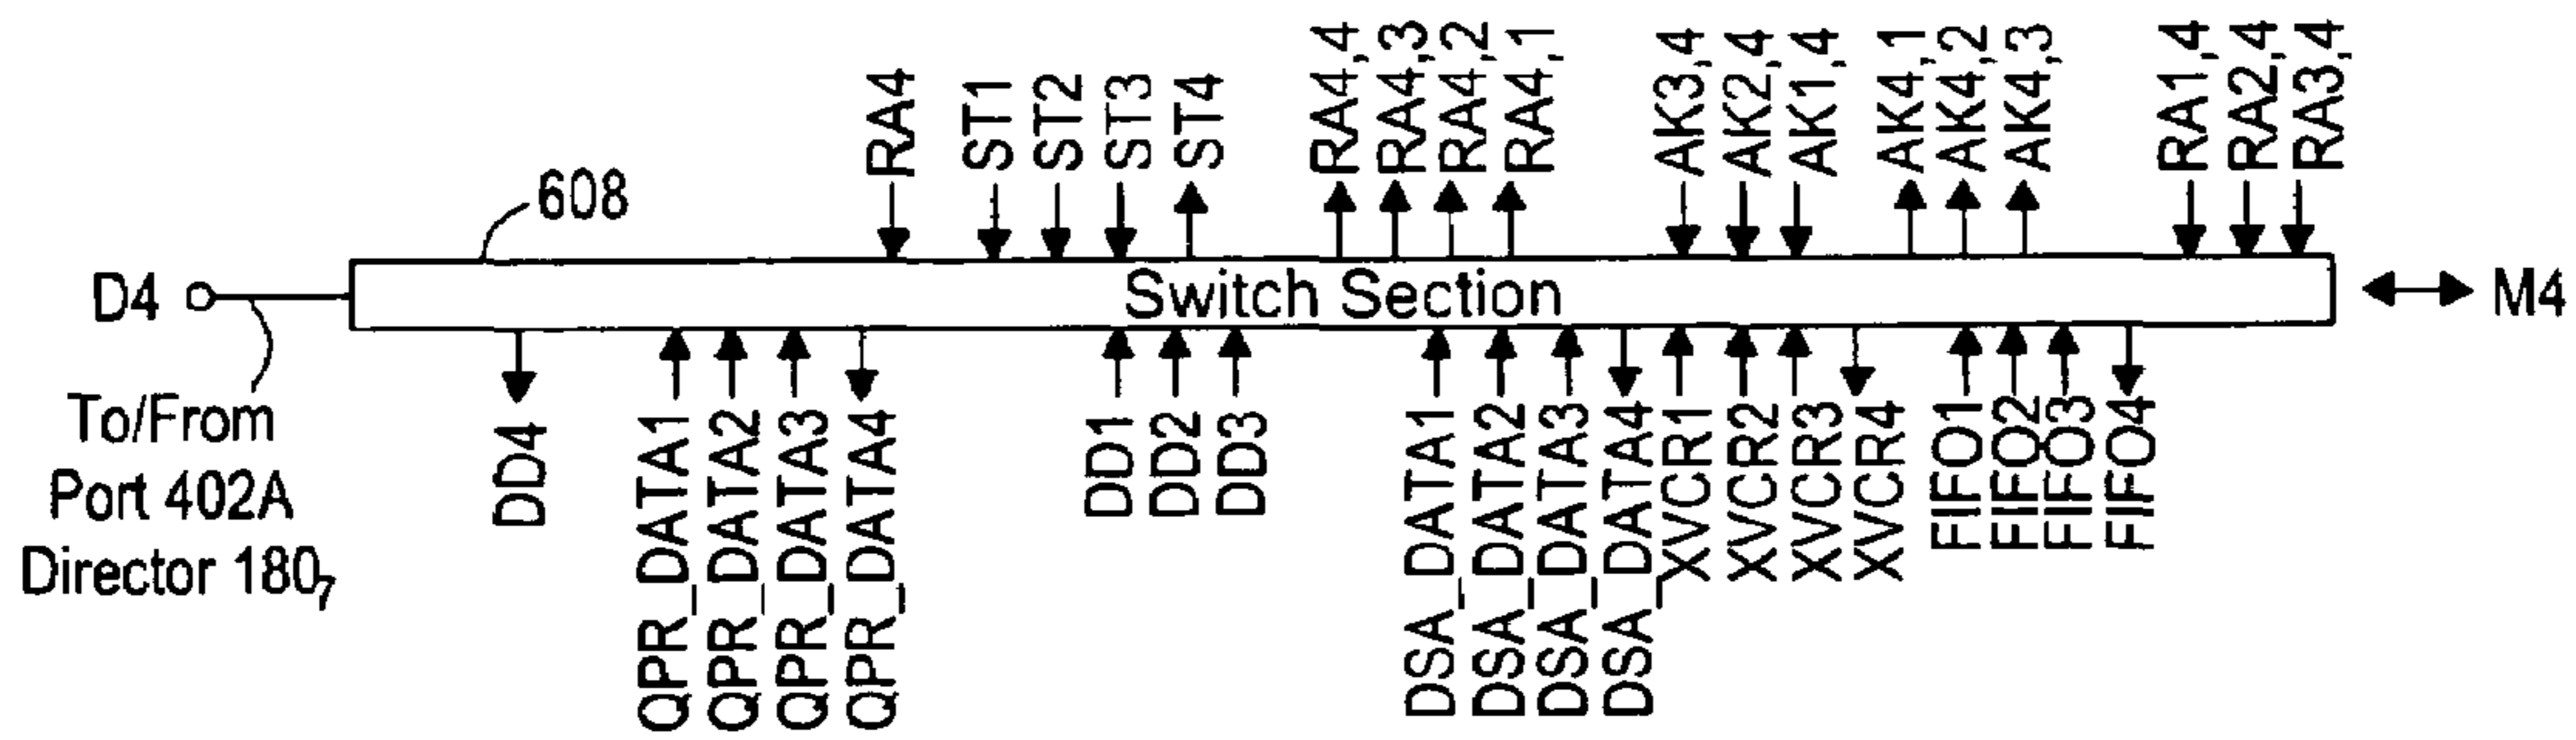 RA4
ST1
ST2
ST3
ST4
RA4,4
RA4,3
RA4,2
RA4,1
AK3,4
AK2,4
AK1,4
AK4,1
AK4,2
AK4,3
RA1,4
RA2,4
RA3,4
608
D4
Switch Section
M4
To/From
Port 402A
Director 180₇
DD4
QPR_DATA1
QPR_DATA2
QPR_DATA3
QPR_DATA4
DD1
DD2
DD3
DSA_DATA1
DSA_DATA2
DSA_DATA3
DSA_DATA4
XVCR1
XVCR2
XVCR3
XVCR4
FIFO1
FIFO2
FIFO3
FIFO4